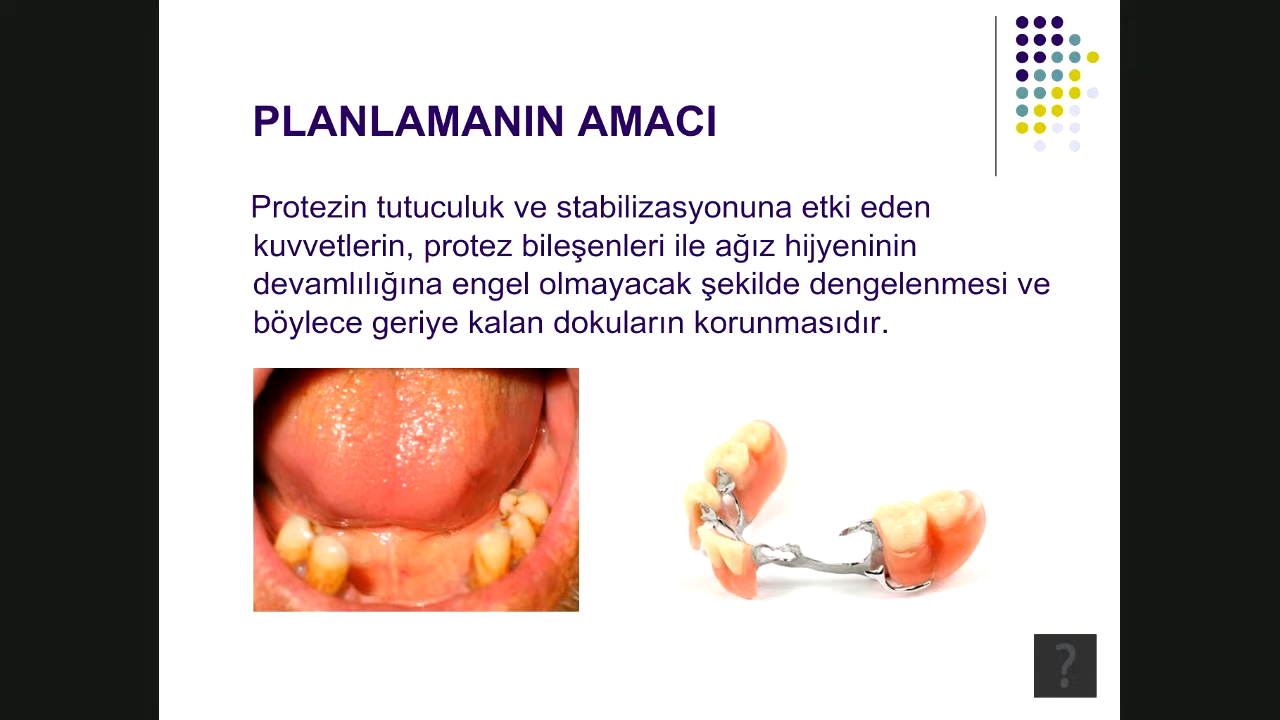 PLANLAMANIN AMACI
Protezin tutuculuk ve stabilizasyonuna etki eden
kuvvetlerin, protez bileşenleri ile ağız hijyeninin
devamlılığına engel olmayacak şekilde dengelenmesi ve
böylece geriye kalan dokuların korunmasıdır.
?